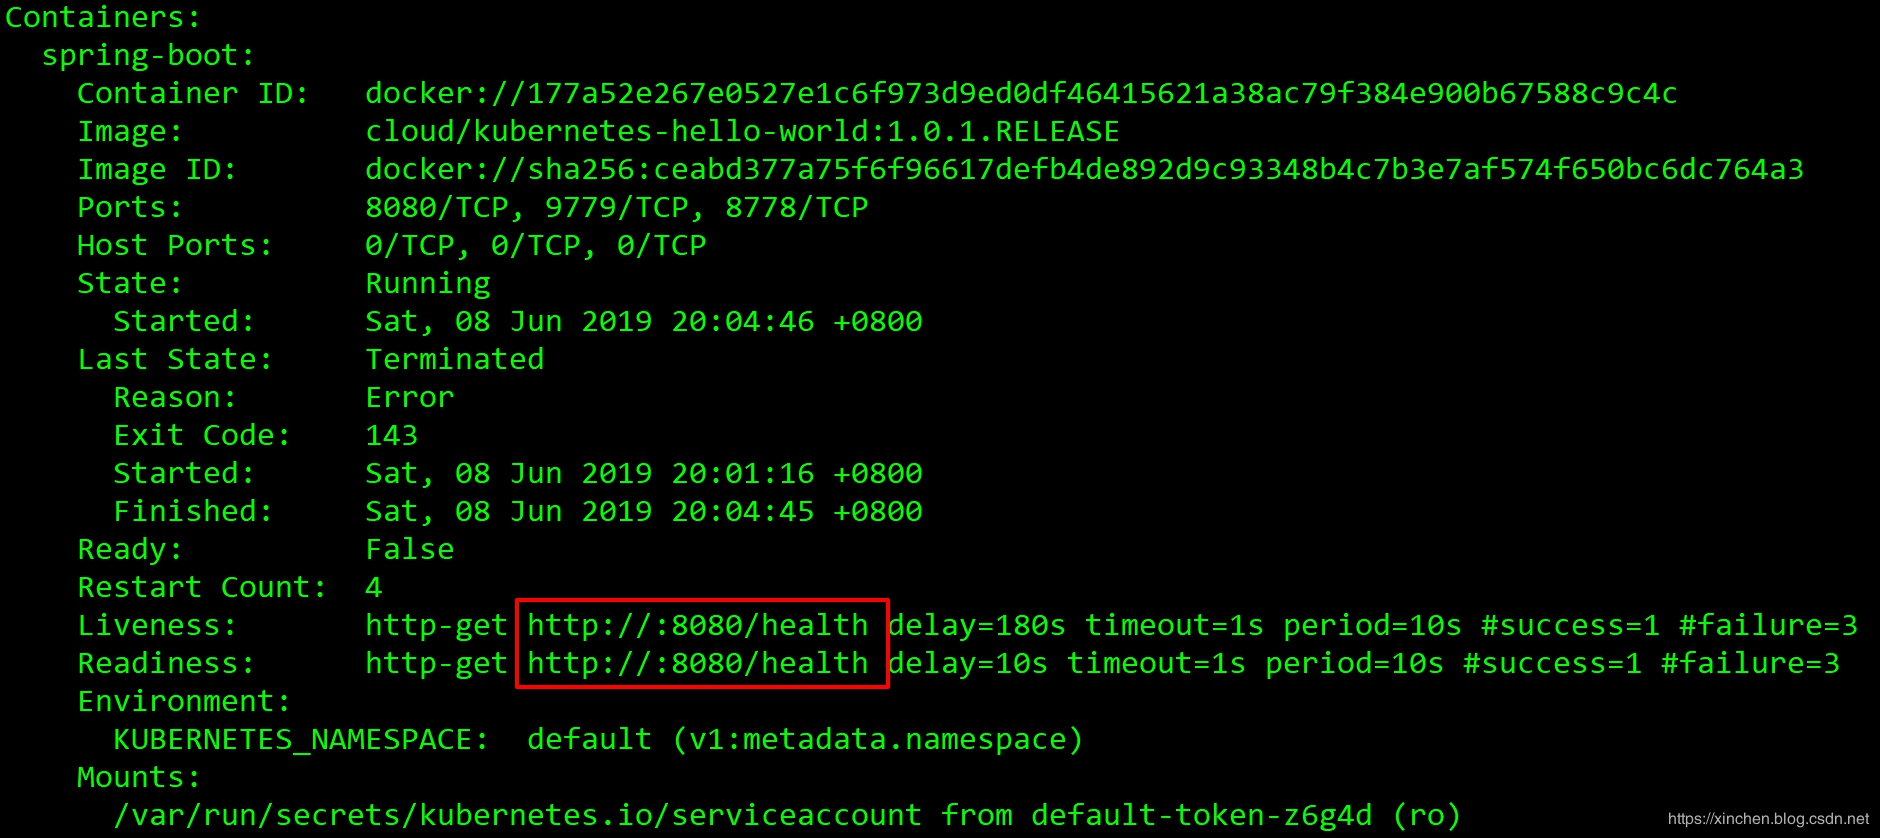 Containers:
spring-boot:
Container ID: docker://177a52e267e0527e1c6f973d9ed0df46415621a38ac79f384e900b67588c9c4c
Image: cloud/kubernetes-hello-world:1.0.1.RELEASE
Image ID: docker://sha256:ceabd377a75f6f96617defb4de892d9c93348b4c7b3e7af574f650bc6dc764a3
Ports: 8080/TCP, 9779/TCP, 8778/TCP
Host Ports: 0/TCP, 0/TCP, 0/TCP
State: Running
Started: Sat, 08 Jun 2019 20:04:46 +0800
Last State: Terminated
Reason: Error
Exit Code: 143
Started: Sat, 08 Jun 2019 20:01:16 +0800
Finished: Sat, 08 Jun 2019 20:04:45 +0800
Ready: False
Restart Count: 4
Liveness: http-get http://:8080/health delay=180s timeout=1s period=10s #success=1 #failure=3
Readiness: http-get http://:8080/health delay=10s timeout=1s period=10s #success=1 #failure=3
Environment:
KUBERNETES_NAMESPACE: default (v1:metadata.namespace)
Mounts:
/var/run/secrets/kubernetes.io/serviceaccount from default-token-z6g4d (ro)
https://xinchen.blog.csdn.net